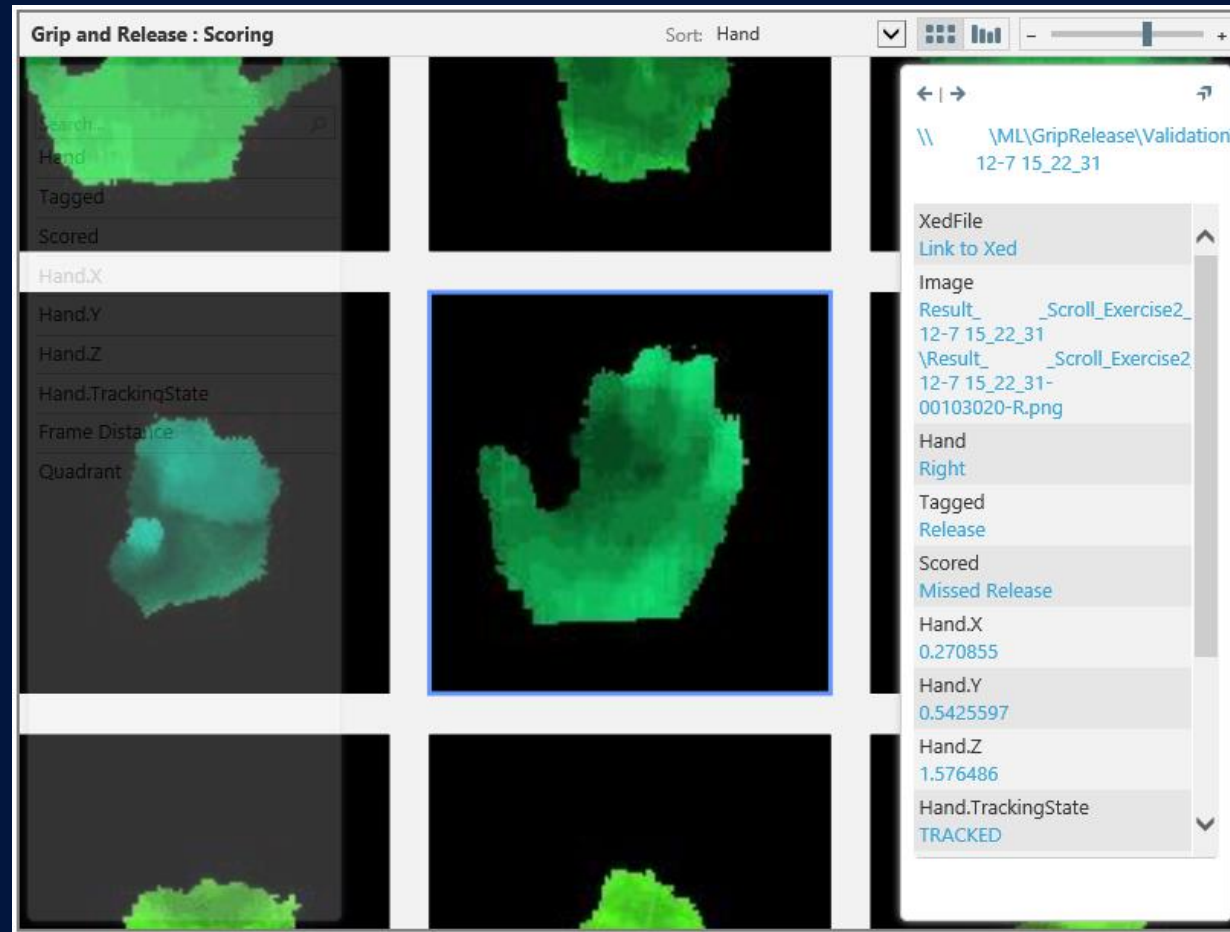 Grip and Release : Scoring
Sort: Hand
- +
Search...
Hand
Tagged
Scored
Hand.X
Hand.Y
Hand.Z
Hand.TrackingState
Frame Distance
Quadrant
\\ \ML\GripRelease\Validation
12-7 15_22_31
XedFile
Link to Xed
Image
Result_ _Scroll_Exercise2_
12-7 15_22_31
\Result_ _Scroll_Exercise2
12-7 15_22_31-
00103020-R.png
Hand
Right
Tagged
Release
Scored
Missed Release
Hand.X
0.270855
Hand.Y
0.5425597
Hand.Z
1.576486
Hand.TrackingState
TRACKED